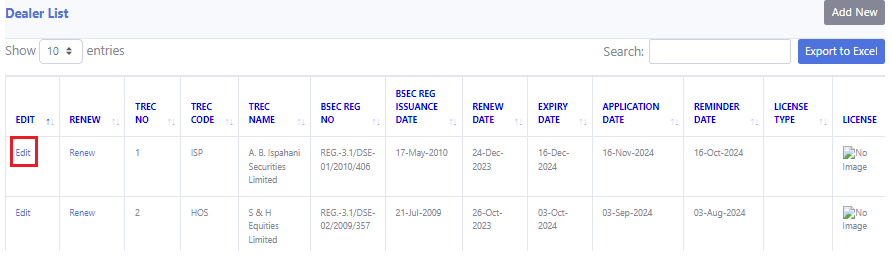 Dealer List
Add New
Show 10 entries
Search:
Export to Excel
EDIT RENEW TREC NO TREC CODE TREC NAME BSEC REG NO BSEC REG ISSUANCE DATE RENEW DATE EXPIRY DATE APPLICATION DATE REMINDER DATE LICENSE TYPE LICENSE
Edit Renew 1 ISP A. B. Ispahani Securities Limited REG.-3.1/DSE-01/2010/406 17-May-2010 24-Dec-2023 16-Dec-2024 16-Nov-2024 16-Oct-2024 No Image
Edit Renew 2 HOS S & H Equities Limited REG.-3.1/DSE-02/2009/357 21-Jul-2009 26-Oct-2023 03-Oct-2024 03-Sep-2024 03-Aug-2024 No Image